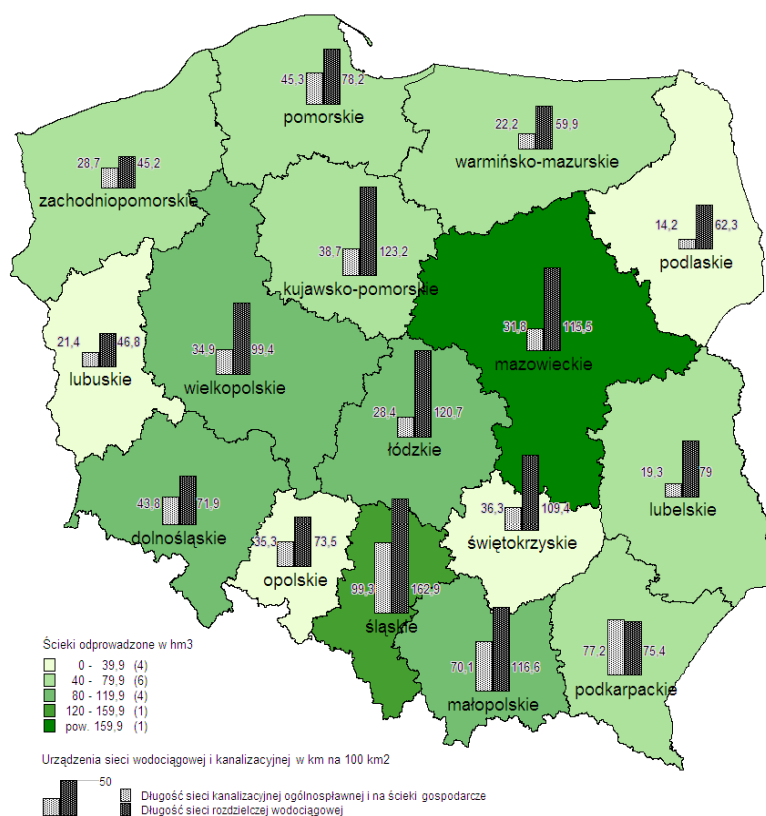 45,3 78,2
pomorskie
22,2 59,9
warmińsko-mazurskie
28,7 45,2
zachodniopomorskie
14,2 62,3
podlaskie
38,7 123,2
kujawsko-pomorskie
31,8 115,5
mazowieckie
21,4 46,8
lubuskie
34,9 99,4
wielkopolskie
28,4 120,7
łódzkie
19,3 79
lubelskie
43,8 71,9
dolnośląskie
36,3 109,4
świętokrzyskie
35,3 73,5
opolskie
99,3 162,9
śląskie
70,1 116,6
małopolskie
77,2 75,4
podkarpackie
Ścieki odprowadzone w hm3
0 - 39,9 (4)
40 - 79,9 (6)
80 - 119,9 (4)
120 - 159,9 (1)
pow. 159,9 (1)
Urządzenia sieci wodociągowej i kanalizacyjnej w km na 100 km2
50
Długość sieci kanalizacyjnej ogólnospławnej i na ścieki gospodarcze
Długość sieci rozdzielczej wodociągowej